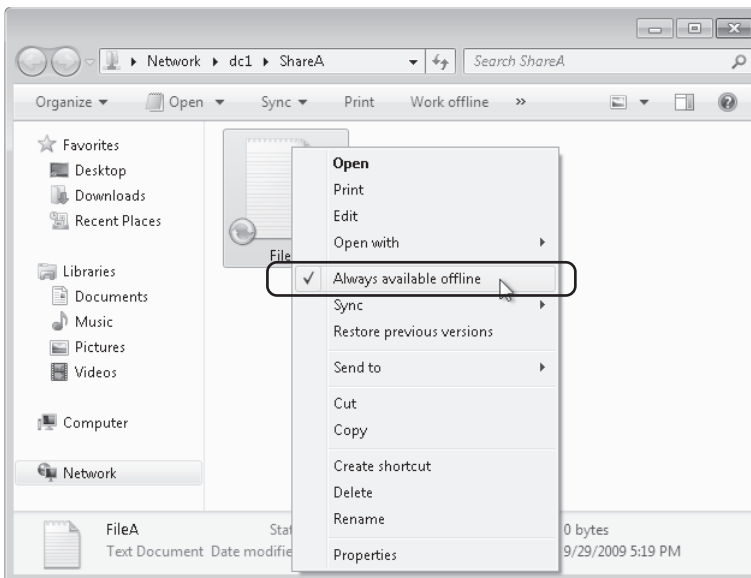 Network ▸ dc1 ▸ ShareA
Search ShareA
Organize
Open
Sync
Print
Work offline
»
Favorites
Desktop
Downloads
Recent Places
Libraries
Documents
Music
Pictures
Videos
Computer
Network
File
Open
Print
Edit
Open with
Always available offline
Sync
Restore previous versions
Send to
Cut
Copy
Create shortcut
Delete
Rename
Properties
FileA
Stat
0 bytes
Text Document
Date modifie
9/29/2009 5:19 PM